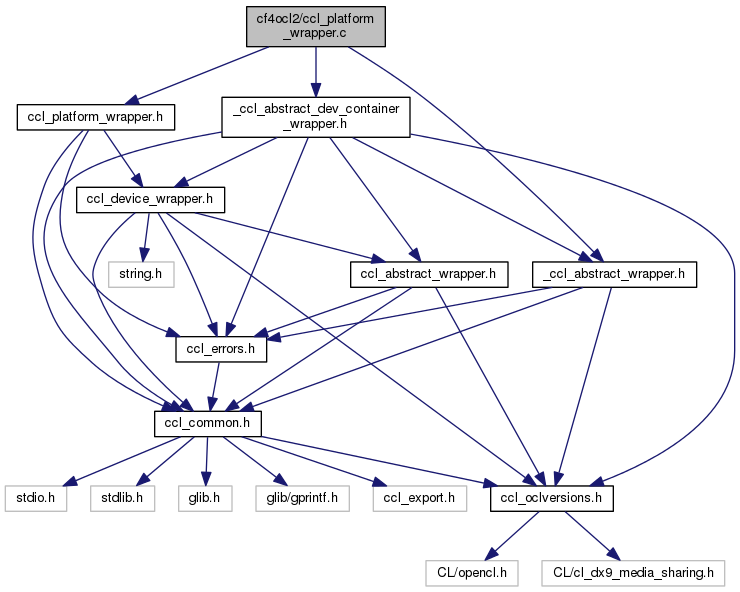 cf4ocl2/ccl_platform
_wrapper.c
ccl_platform_wrapper.h
_ccl_abstract_dev_container
_wrapper.h
ccl_device_wrapper.h
string.h
ccl_abstract_wrapper.h
_ccl_abstract_wrapper.h
ccl_errors.h
ccl_common.h
stdio.h
stdlib.h
glib.h
glib/gprintf.h
ccl_export.h
ccl_oclversions.h
CL/opencl.h
CL/cl_dx9_media_sharing.h